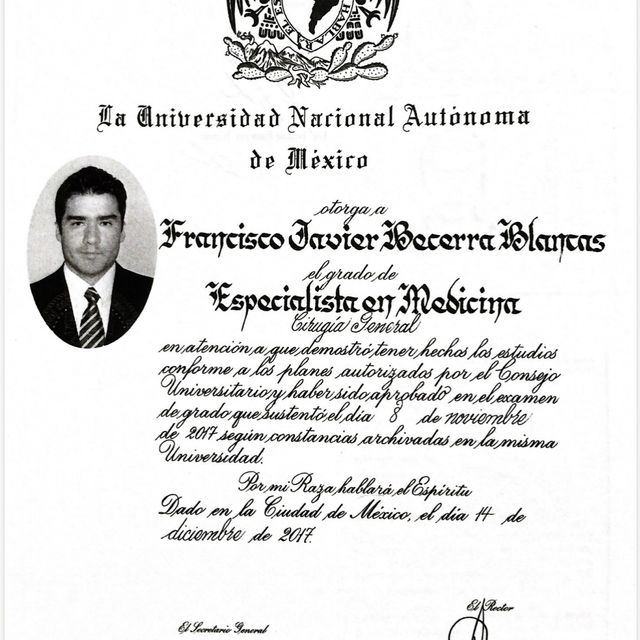 HABLARÁ EL ES
La Universidad Nacional Autónoma
de México
otorga a
Francisco Javier Becerra Blancas
el grado de
Especialista en Medicina
Cirugía General
en atención a que demostró tener hechos los estudios
conforme a los planes autorizados por el Consejo
Universitario y haber sido aprobado en el examen
de grado que sustentó el día 8 de noviembre
de 2017 según constancias archivadas en la misma
Universidad.
Por mi Raza hablará el Espíritu
Dado en la Ciudad de México, el día 14 de
diciembre de 2017.
El Rector
El Secretario General